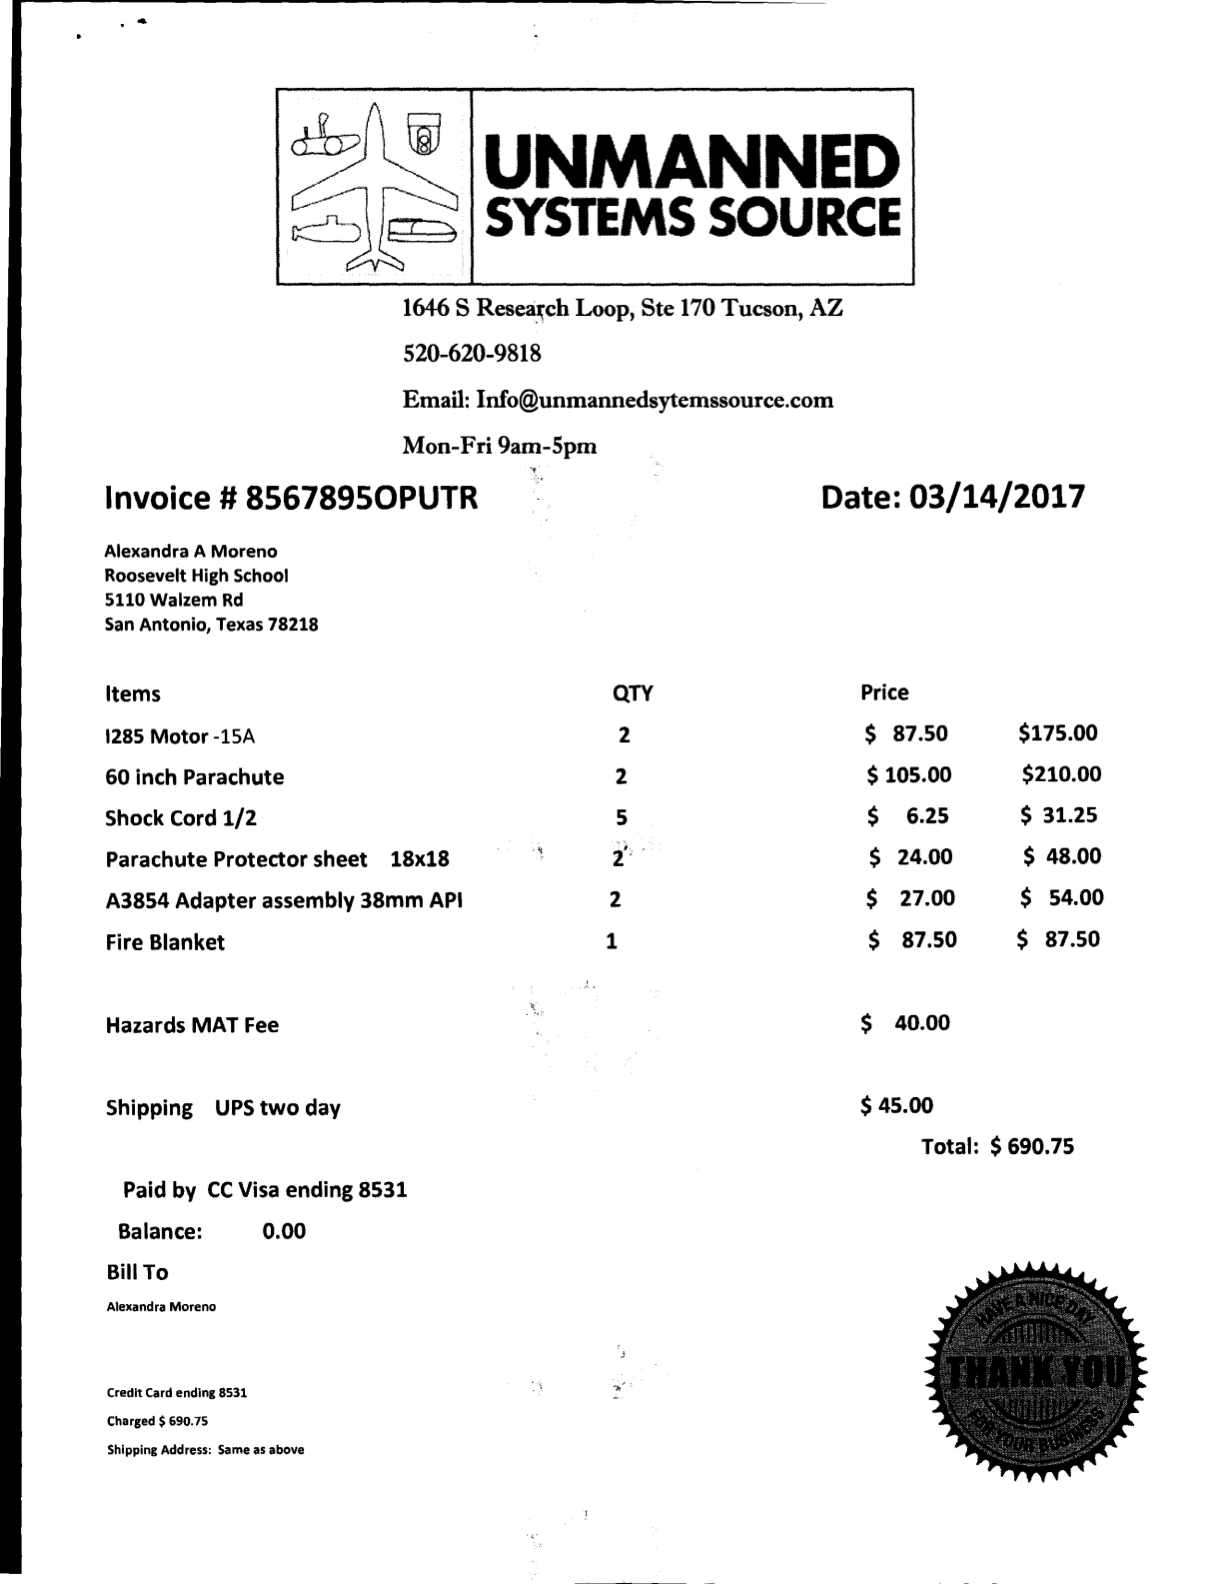 UNMANNED
SYSTEMS SOURCE
1646 S Research Loop, Ste 170 Tucson, AZ
520-620-9818
Email: Info@unmannedsytemssource.com
Mon-Fri 9am-5pm
Invoice # 8567895OPUTR Date: 03/14/2017
Alexandra A Moreno
Roosevelt High School
5110 Walzem Rd
San Antonio, Texas 78218
Items QTY Price
I285 Motor -15A 2 $ 87.50 $175.00
60 inch Parachute 2 $ 105.00 $210.00
Shock Cord 1/2 5 $ 6.25 $ 31.25
Parachute Protector sheet 18x18 2 $ 24.00 $ 48.00
A3854 Adapter assembly 38mm API 2 $ 27.00 $ 54.00
Fire Blanket 1 $ 87.50 $ 87.50
Hazards MAT Fee $ 40.00
Shipping UPS two day $ 45.00
Total: $ 690.75
Paid by CC Visa ending 8531
Balance: 0.00
Bill To
Alexandra Moreno
Credit Card ending 8531
Charged $ 690.75
Shipping Address: Same as above
HAVE A NICE DAY
THANK YOU
FOR YOUR BUSINESS